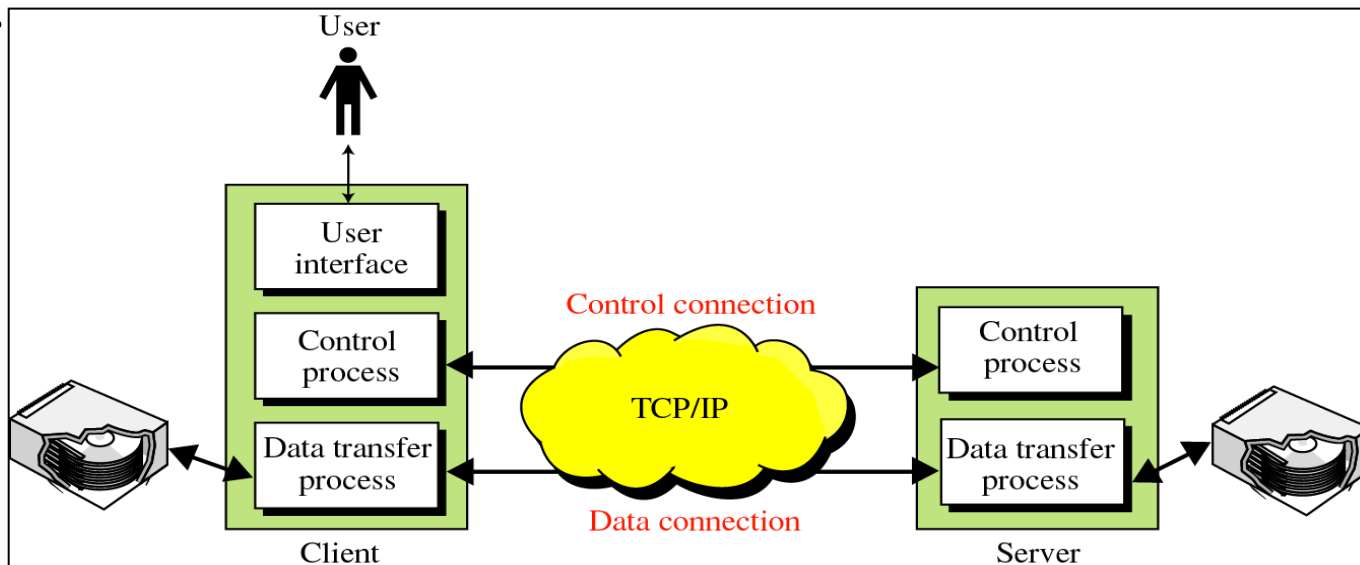 User
User
interface
Control connection
Control
process
Control
process
TCP/IP
Data transfer
process
Data transfer
process
Data connection
Client
Server